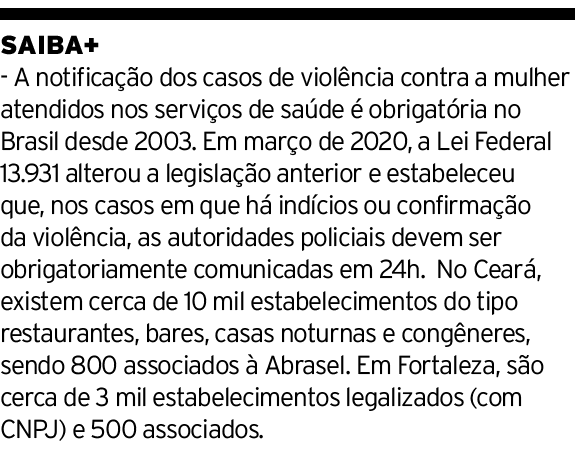 SAIBA+
- A notificação dos casos de violência contra a mulher
atendidos nos serviços de saúde é obrigatória no
Brasil desde 2003. Em março de 2020, a Lei Federal
13.931 alterou a legislação anterior e estabeleceu
que, nos casos em que há indícios ou confirmação
da violência, as autoridades policiais devem ser
obrigatoriamente comunicadas em 24h.  No Ceará,
existem cerca de 10 mil estabelecimentos do tipo
restaurantes, bares, casas noturnas e congêneres,
sendo 800 associados à Abrasel. Em Fortaleza, são
cerca de 3 mil estabelecimentos legalizados (com
CNPJ) e 500 associados.